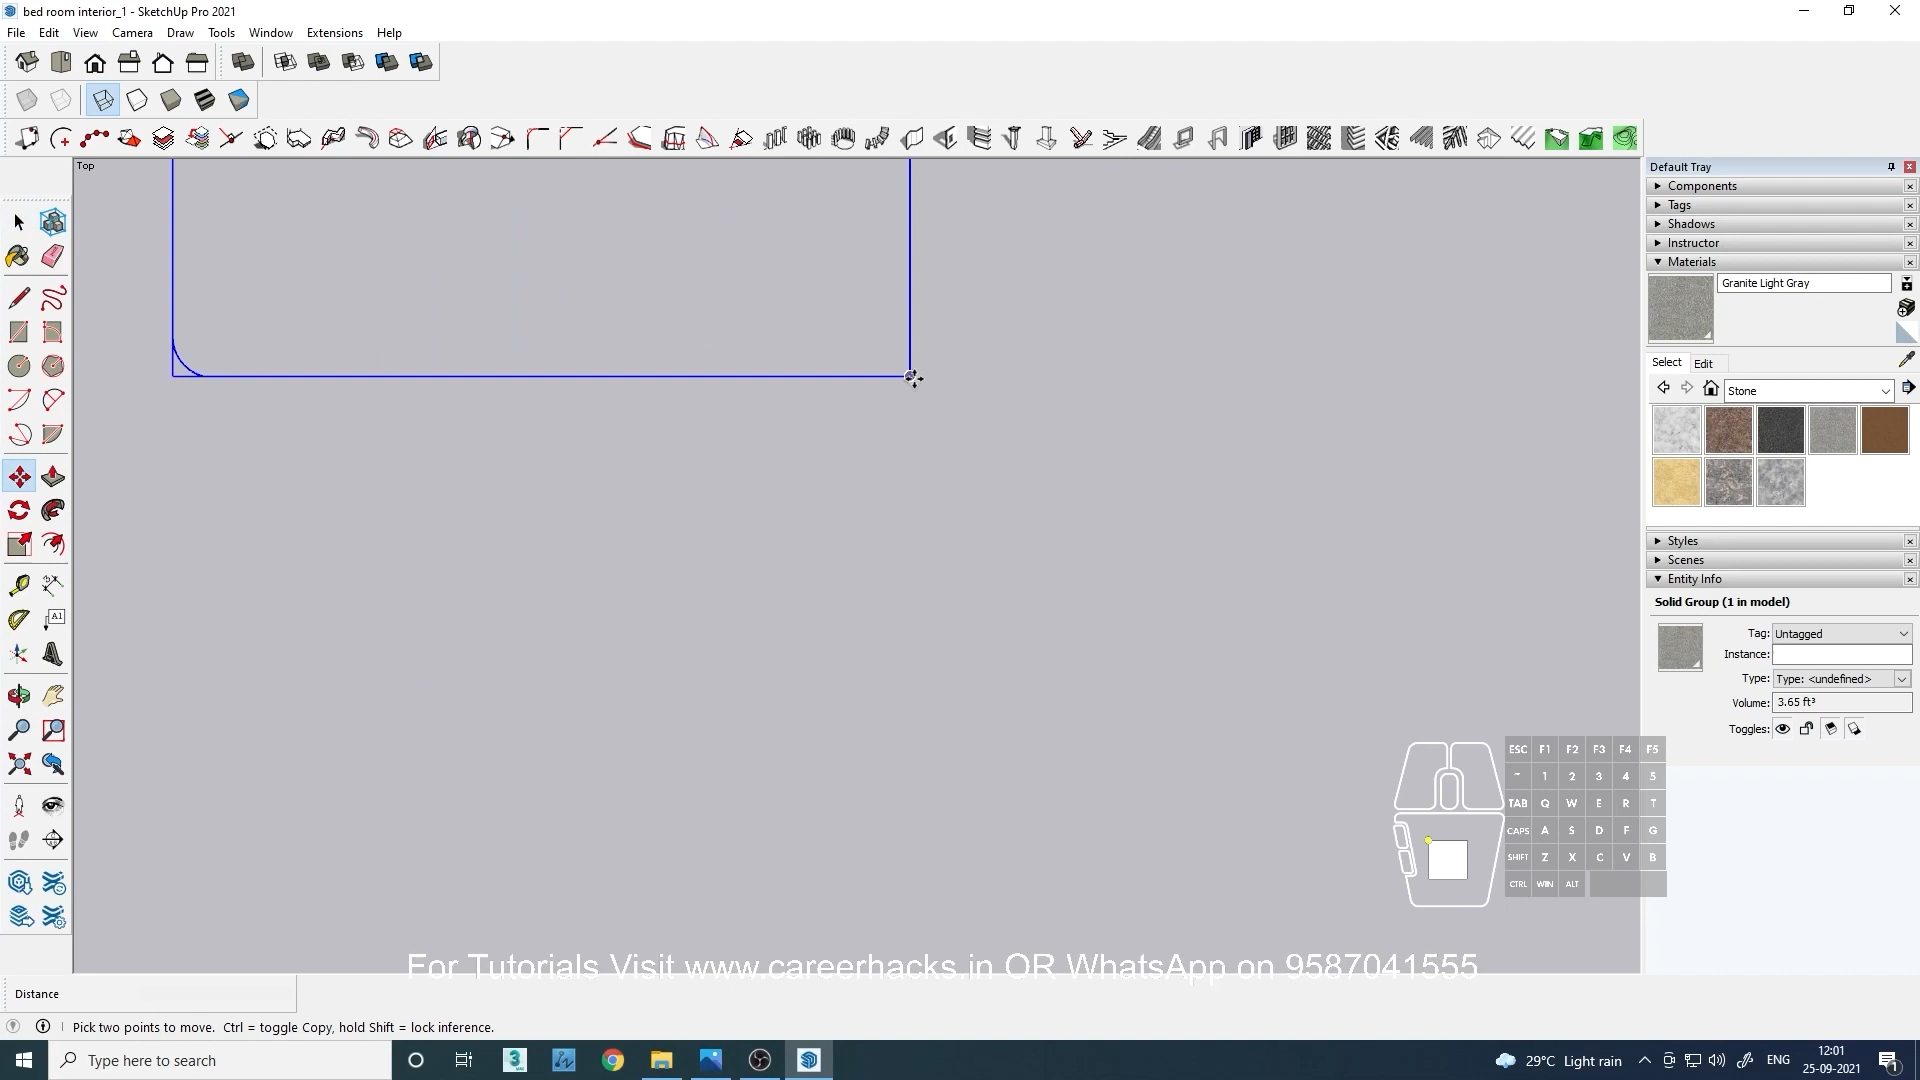 bed room interior_1 - SketchUp Pro 2021
File Edit View Camera Draw Tools Window Extensions Help
Top
Default Tray
Components
Tags
Shadows
Instructor
Materials
Granite Light Gray
Select Edit
Stone
Styles
Scenes
Entity Info
Solid Group (1 in model)
Tag: Untagged
Instance:
Type: Type: <undefined>
Volume: 3.65 ft³
Toggles:
A1
ESC F1 F2 F3 F4 F5
~ 1 2 3 4 5
TAB Q W E R T
CAPS A S D F G
SHIFT Z X C V B
CTRL WIN ALT
For Tutorials Visit www.careerhacks.in OR WhatsApp on 9587041555
Distance
Pick two points to move. Ctrl = toggle Copy, hold Shift = lock inference.
Type here to search
29°C Light rain
ENG
12:01
25-09-2021
1